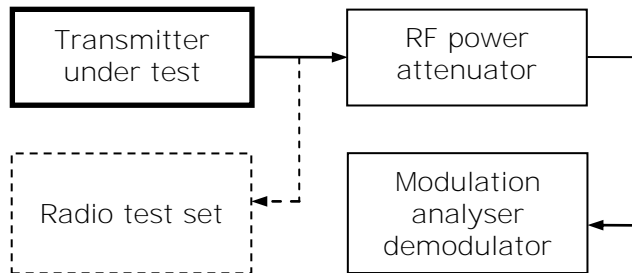 Transmitter
under test
RF power
attenuator
Radio test set
Modulation
analyser
demodulator